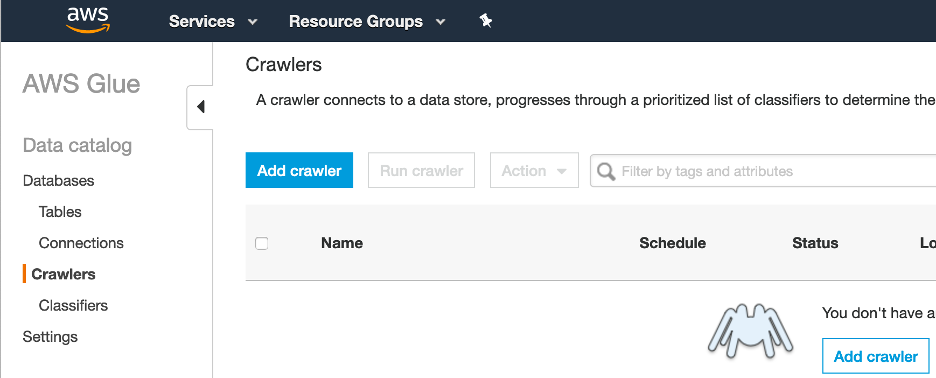 aws Services Resource Groups
AWS Glue
Data catalog
Databases
Tables
Connections
Crawlers
Classifiers
Settings
Crawlers
A crawler connects to a data store, progresses through a prioritized list of classifiers to determine the
Add crawler Run crawler Action Filter by tags and attributes
Name Schedule Status Lo
You don't have a
Add crawler